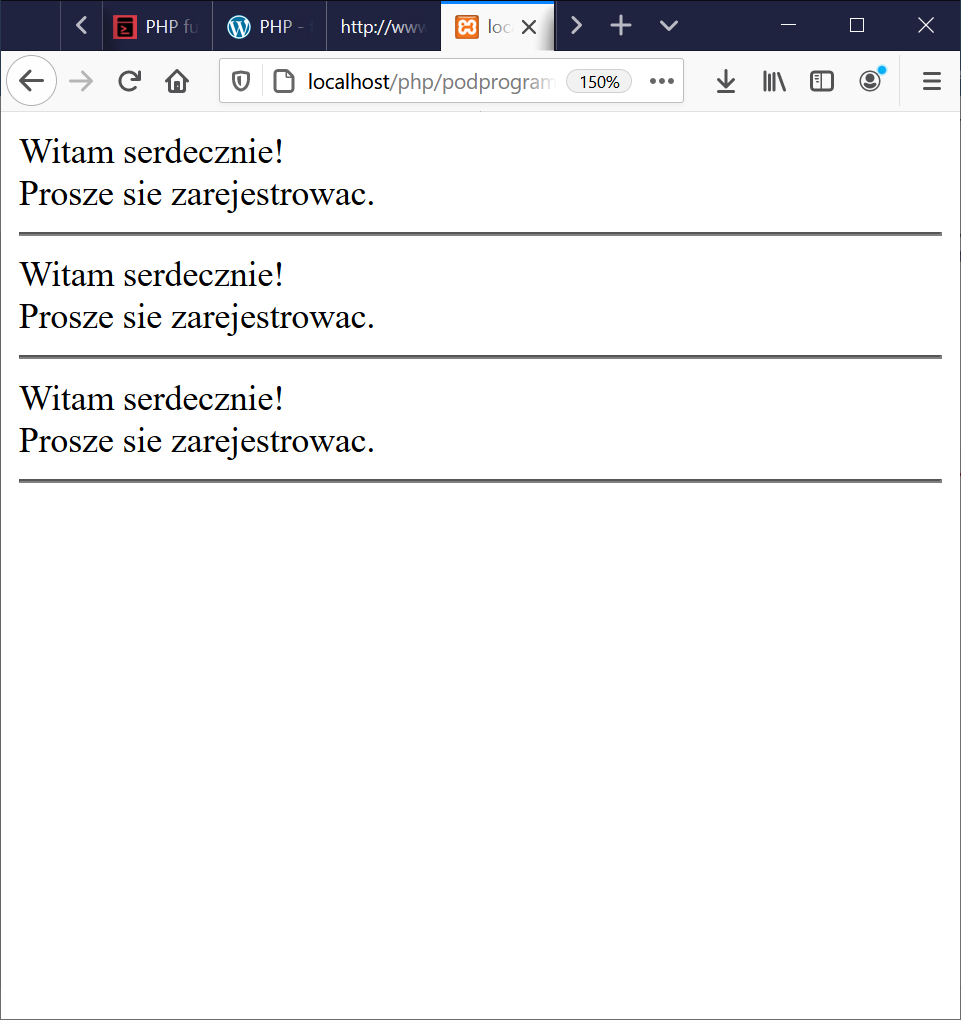 PHP fu
PHP -
http://www
loc
localhost/php/podprogram
150%
Witam serdecznie!
Prosze sie zarejestrowac.
Witam serdecznie!
Prosze sie zarejestrowac.
Witam serdecznie!
Prosze sie zarejestrowac.